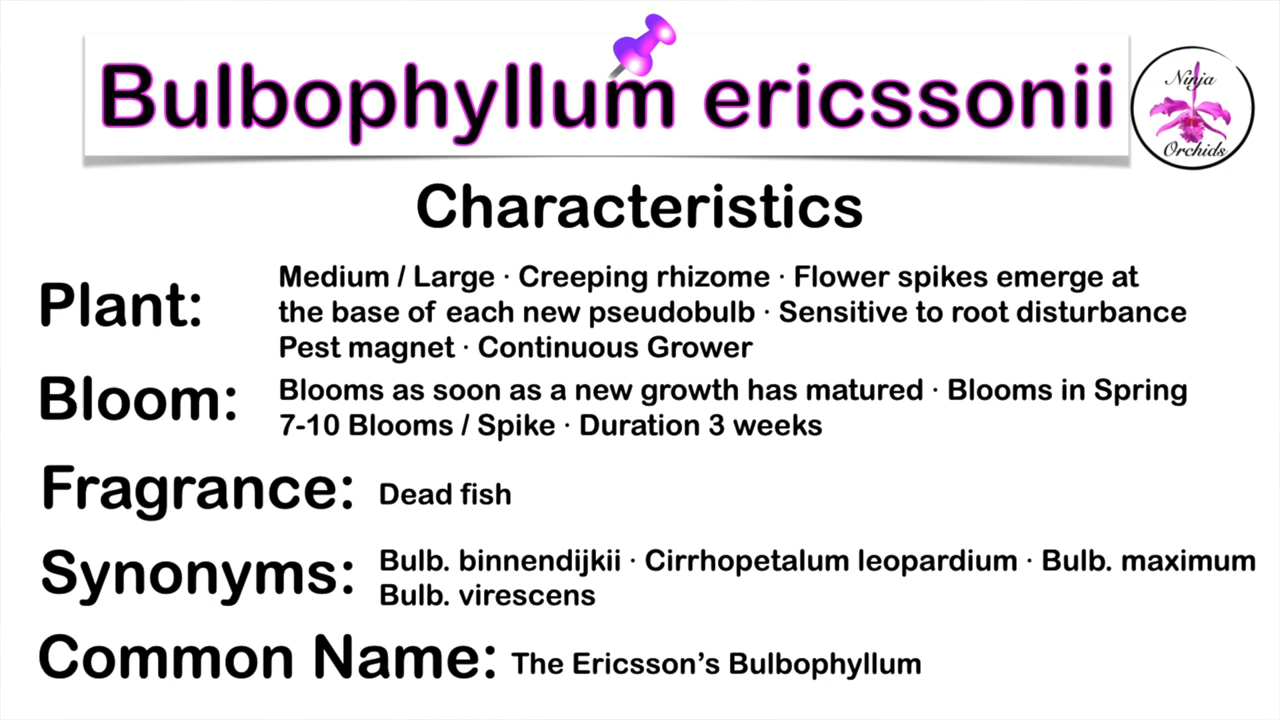 Bulbophyllum ericssonii
Ninja
Orchids
Characteristics
Plant:
Medium / Large · Creeping rhizome · Flower spikes emerge at
the base of each new pseudobulb · Sensitive to root disturbance
Pest magnet · Continuous Grower
Bloom:
Blooms as soon as a new growth has matured · Blooms in Spring
7-10 Blooms / Spike · Duration 3 weeks
Fragrance: Dead fish
Synonyms:
Bulb. binnendijkii · Cirrhopetalum leopardium · Bulb. maximum
Bulb. virescens
Common Name: The Ericsson’s Bulbophyllum